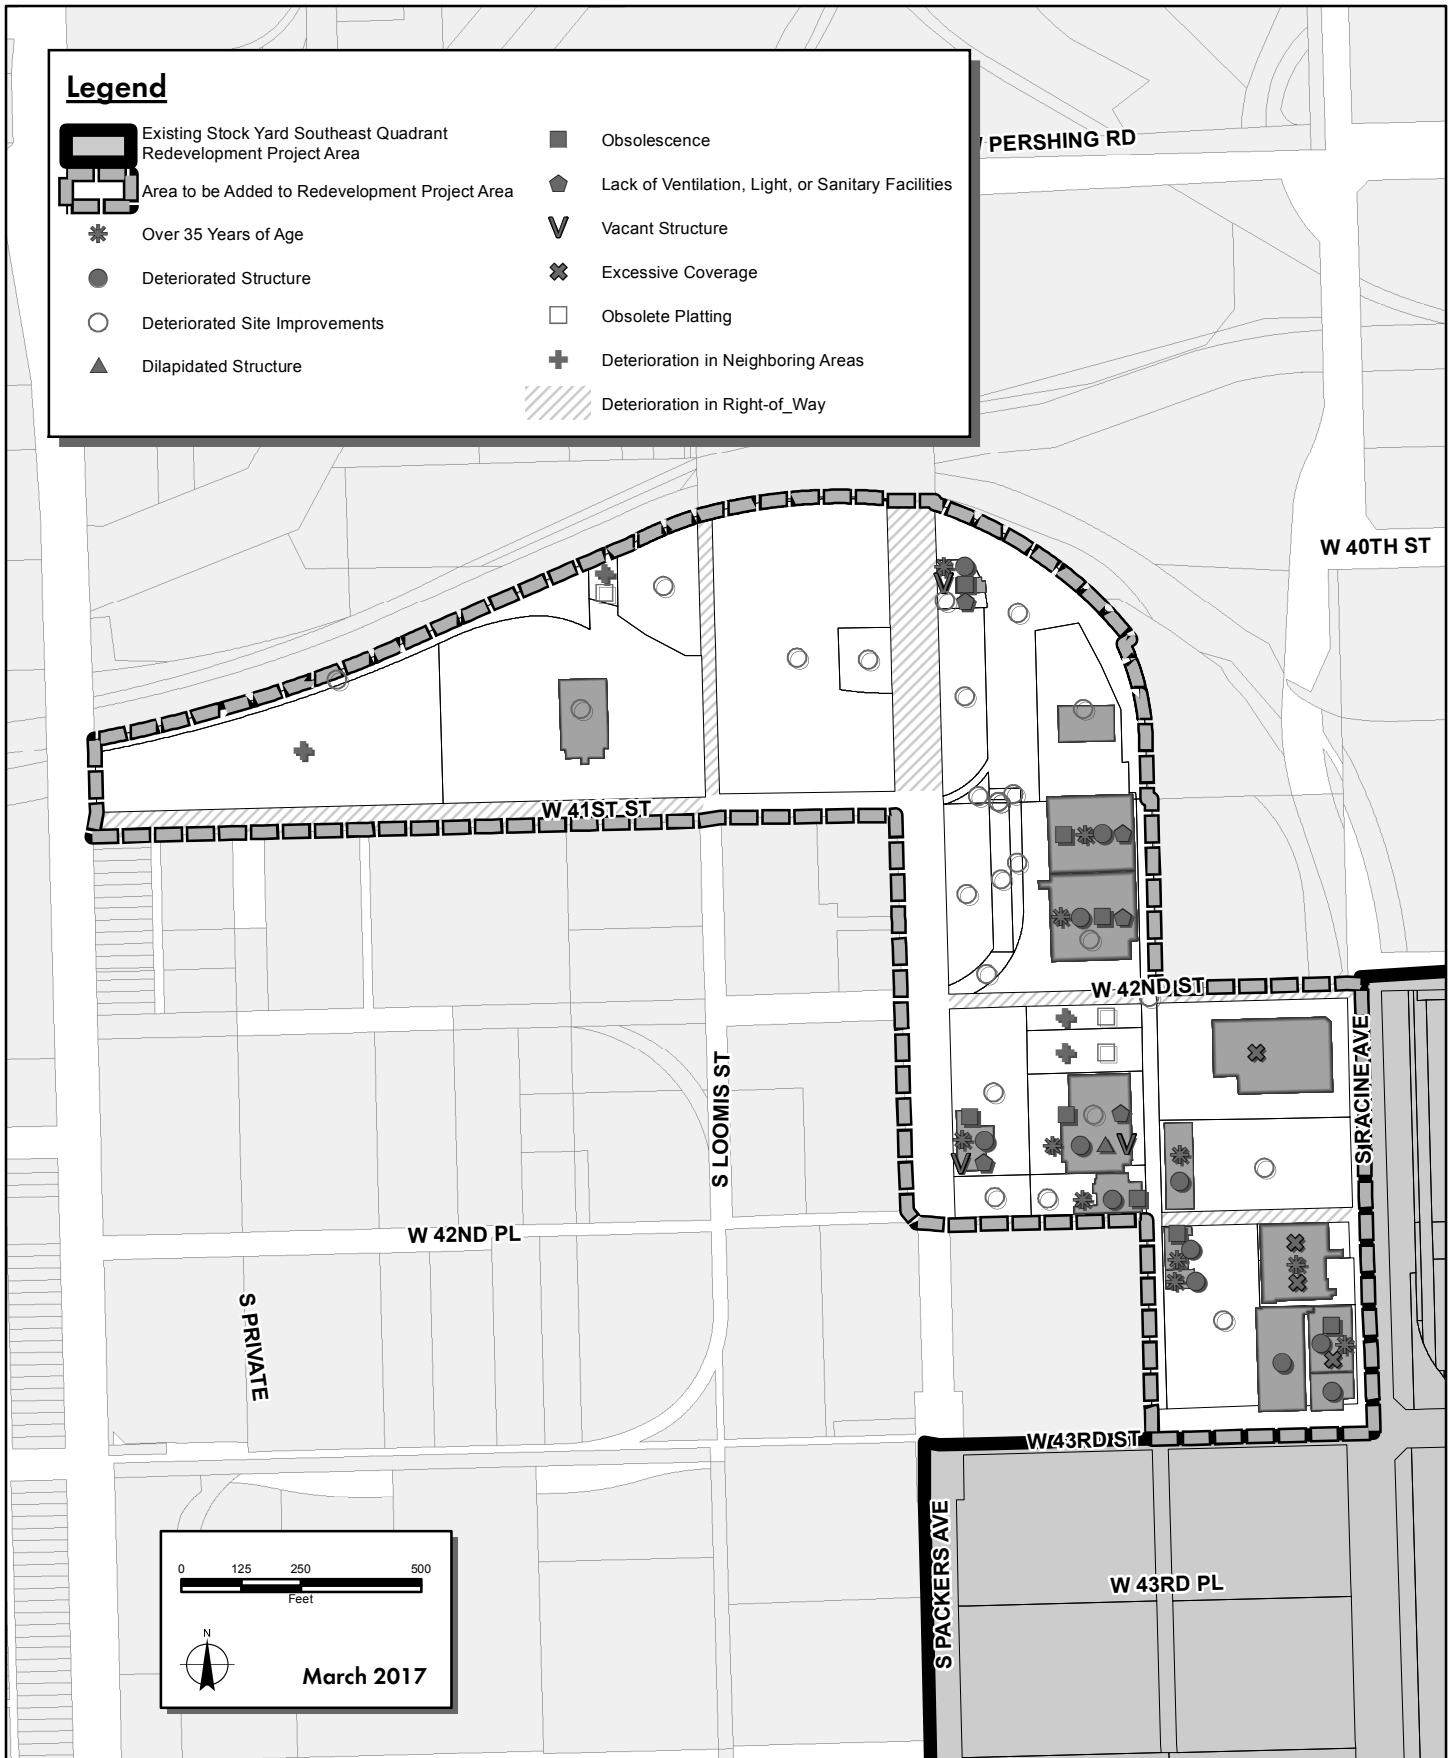 Legend
Existing Stock Yard Southeast Quadrant
Redevelopment Project Area
Area to be Added to Redevelopment Project Area
Over 35 Years of Age
Deteriorated Structure
Deteriorated Site Improvements
Dilapidated Structure
Obsolescence
Lack of Ventilation, Light, or Sanitary Facilities
Vacant Structure
Excessive Coverage
Obsolete Platting
Deterioration in Neighboring Areas
Deterioration in Right-of_Way
PERSHING RD
W 40TH ST
W 41ST ST
W 42ND ST
S RACINE AVE
S LOOMIS ST
W 42ND PL
S PRIVATE
W 43RD ST
S PACKERS AVE
W 43RD PL
0 125 250 500
Feet
N
March 2017